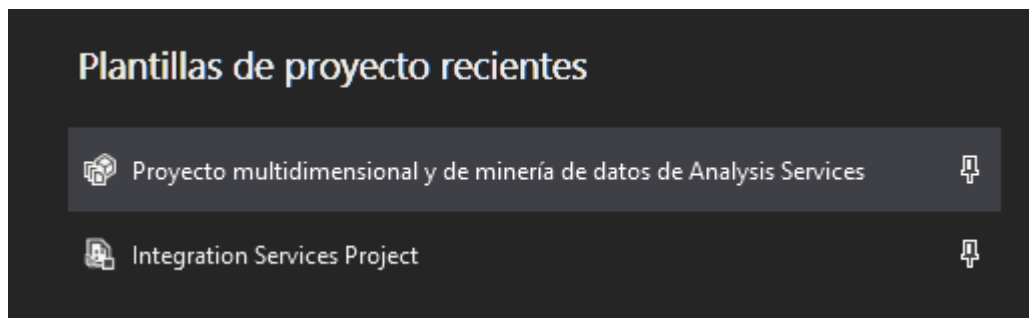 Plantillas de proyecto recientes
Proyecto multidimensional y de minería de datos de Analysis Services
Integration Services Project